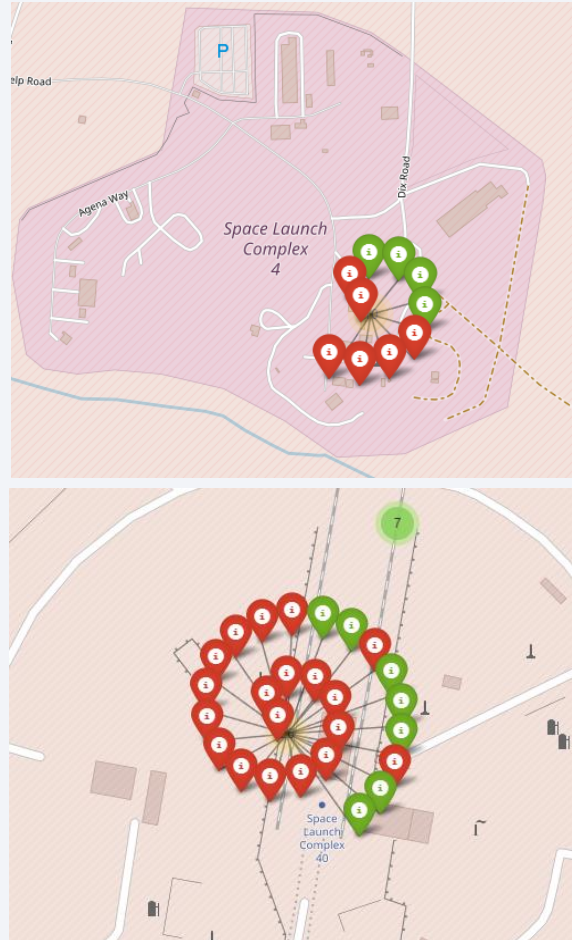 P
elp Road
Dix Road
Agena Way
Space Launch
Complex
4
7
Space
Launch
Complex
40